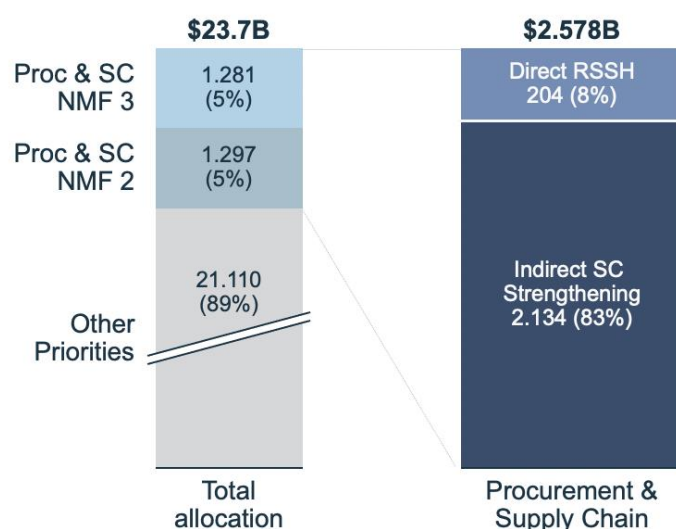 $23.7B
$2.578B
Proc & SC
NMF 3
1.281
(5%)
Direct RSSH
204 (8%)
Proc & SC
NMF 2
1.297
(5%)
21.110
(89%)
Indirect SC
Strengthening
2.134 (83%)
Other
Priorities
Total
allocation
Procurement &
Supply Chain